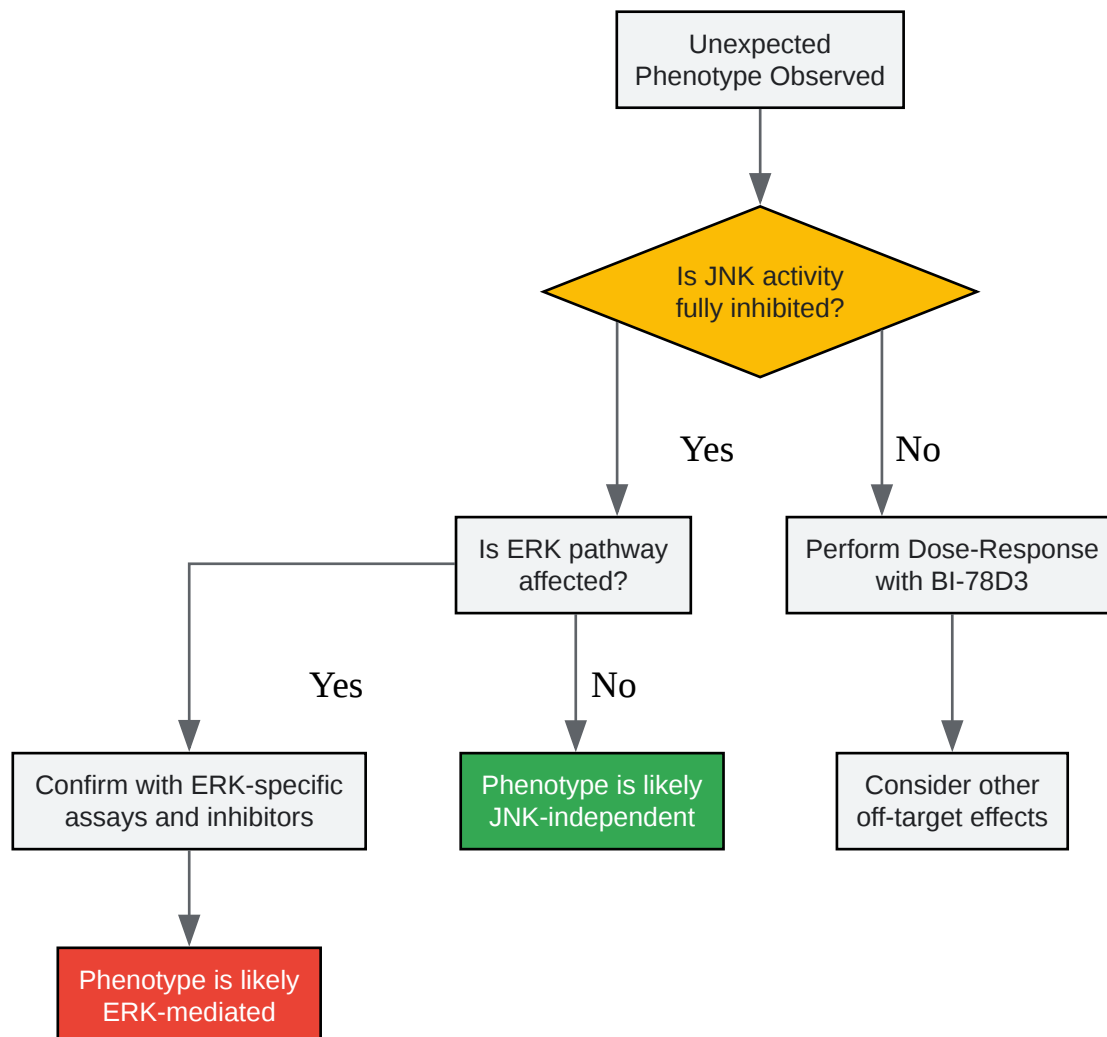 Unexpected
Phenotype Observed
Is JNK activity
fully inhibited?
Yes
No
Is ERK pathway
affected?
Perform Dose-Response
with BI-78D3
Yes
No
Confirm with ERK-specific
assays and inhibitors
Phenotype is likely
JNK-independent
Consider other
off-target effects
Phenotype is likely
ERK-mediated